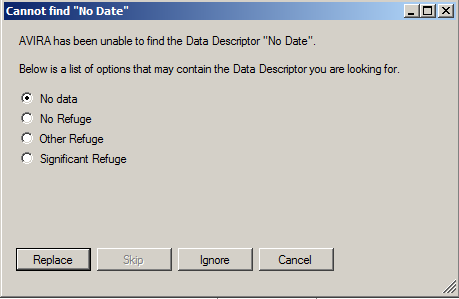 Cannot find "No Date"
AVIRA has been unable to find the Data Descriptor "No Date".
Below is a list of options that may contain the Data Descriptor you are looking for.
No data
No Refuge
Other Refuge
Significant Refuge
Replace Skip Ignore Cancel